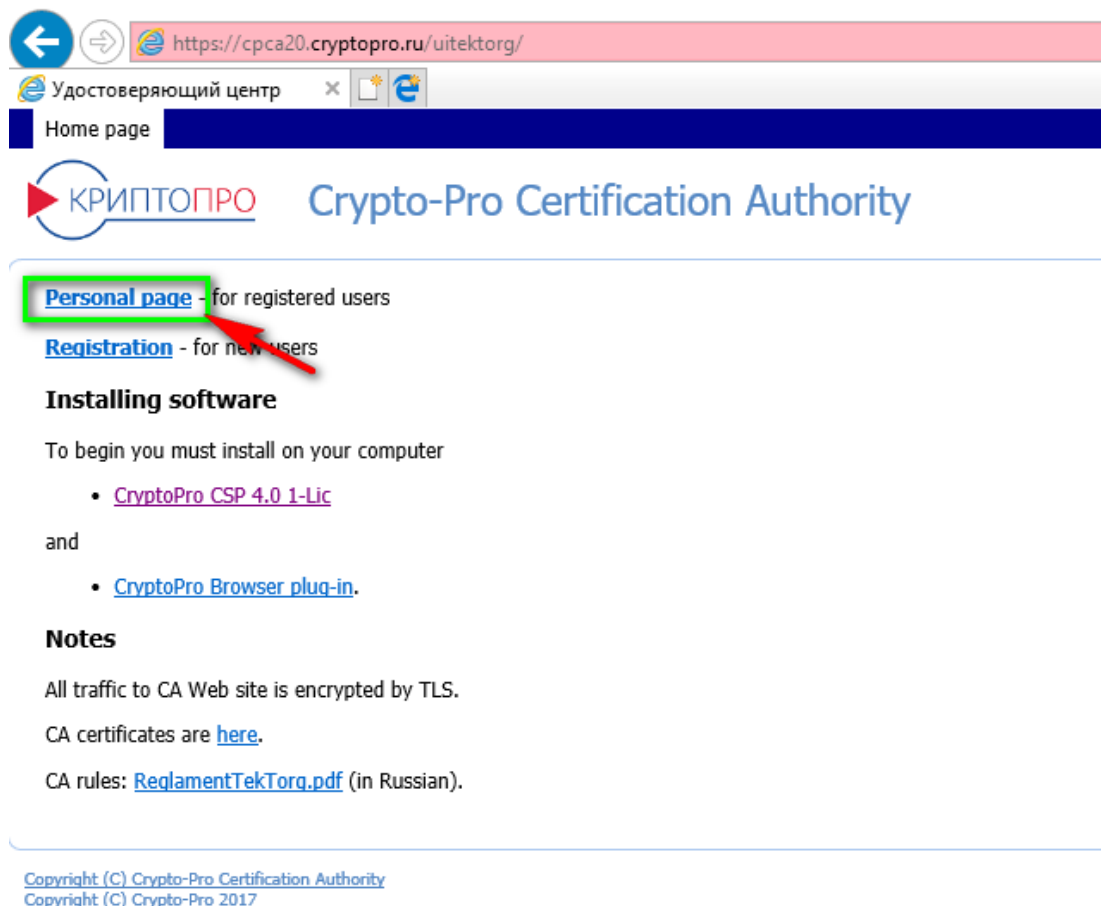 https://cpca20.cryptopro.ru/uitektorg/
Удостоверяющий центр
Home page
КРИПТОПРО
Crypto-Pro Certification Authority
Personal page - for registered users
Registration - for new users
Installing software
To begin you must install on your computer
• CryptoPro CSP 4.0 1-Lic
and
• CryptoPro Browser plug-in.
Notes
All traffic to CA Web site is encrypted by TLS.
CA certificates are here.
CA rules: ReglamentTekTorg.pdf (in Russian).
Copyright (C) Crypto-Pro Certification Authority
Copyright (C) Crypto-Pro 2017